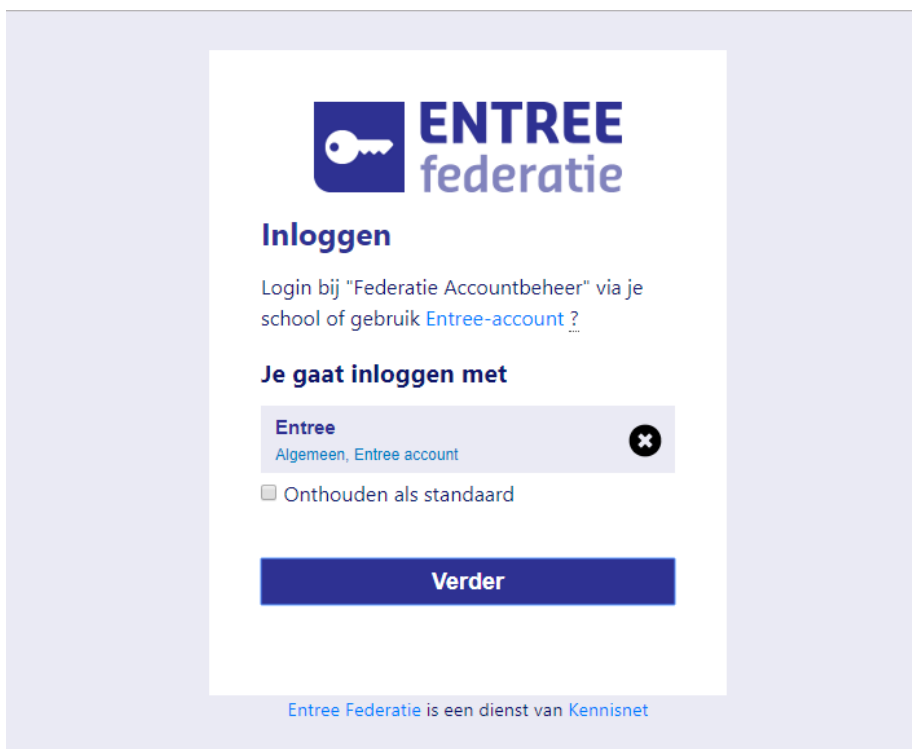 ENTREE
federatie
Inloggen
Login bij "Federatie Accountbeheer" via je
school of gebruik Entree-account ?
Je gaat inloggen met
Entree
Algemeen, Entree account
Onthouden als standaard
Verder
Entree Federatie is een dienst van Kennisnet